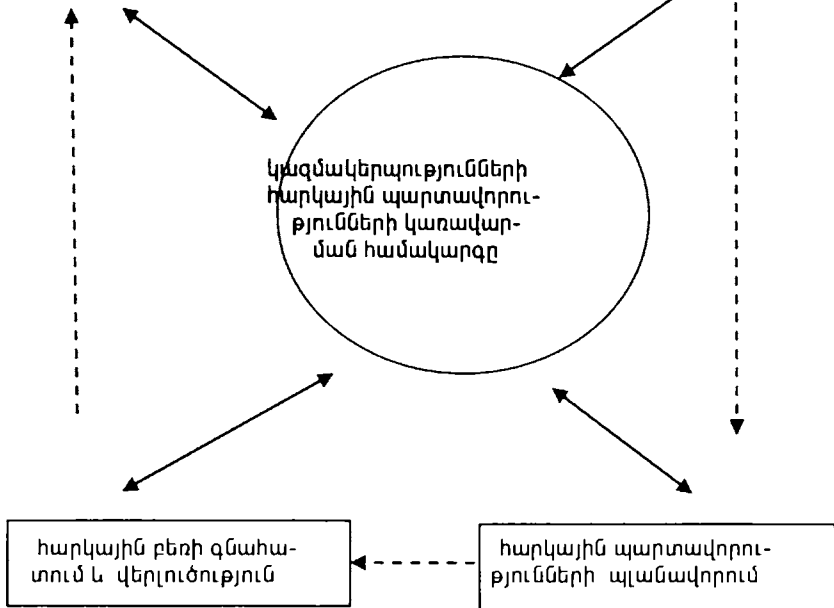 կազմակերպությունների
հարկային պարտավորու-
թյունների կառավար-
ման համակարգը
հարկային բեռի գնահա-
տում և վերլուծություն
հարկային պարտավորու-
թյունների պլանավորում